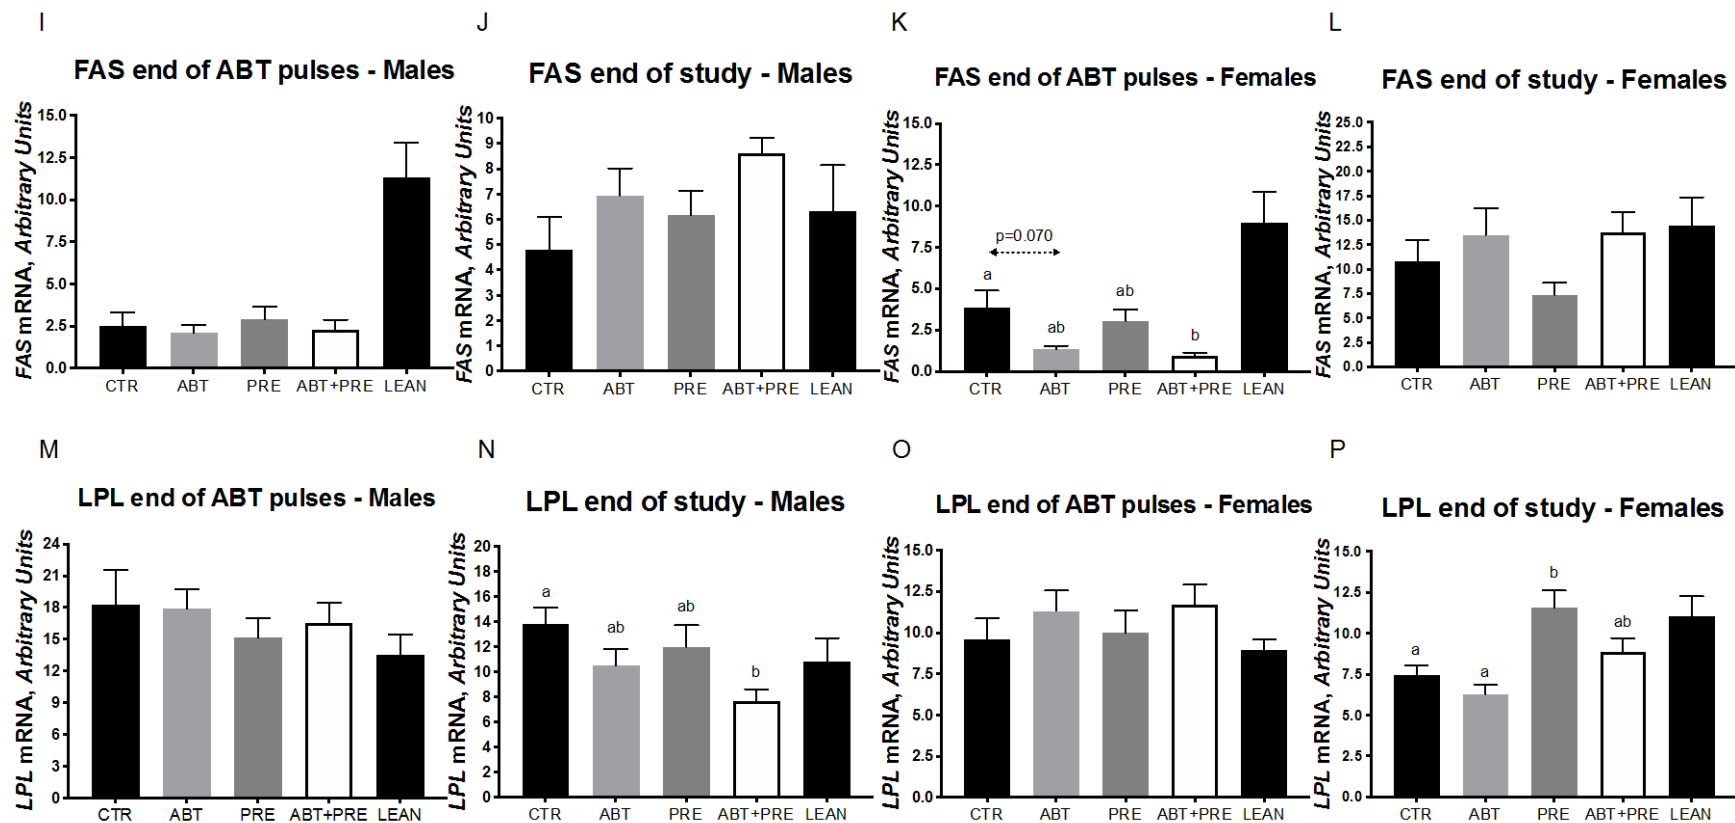 I
FAS end of ABT pulses - Males
FAS mRNA, Arbitrary Units
15.0
12.5
10.0
7.5
5.0
2.5
0.0
CTR ABT PRE ABT+PRE LEAN
J
FAS end of study - Males
FAS mRNA, Arbitrary Units
10
9
8
7
6
5
4
3
2
1
0
CTR ABT PRE ABT+PRE LEAN
K
FAS end of ABT pulses - Females
FAS mRNA, Arbitrary Units
15.0
10.0
7.5
5.0
2.5
0.0
p=0.070
a ab ab b
CTR ABT PRE ABT+PRE LEAN
L
FAS end of study - Females
FAS mRNA, Arbitrary Units
25.0
22.5
20.0
17.5
15.0
12.5
10.0
7.5
5.0
2.5
0.0
CTR ABT PRE ABT+PRE LEAN
M
LPL end of ABT pulses - Males
LPL mRNA, Arbitrary Units
24
21
18
15
12
9
6
3
0
CTR ABT PRE ABT+PRE LEAN
N
LPL end of study - Males
LPL mRNA, Arbitrary Units
20
18
16
14
12
10
8
6
4
2
0
a ab ab b
CTR ABT PRE ABT+PRE LEAN
O
LPL end of ABT pulses - Females
LPL mRNA, Arbitrary Units
15.0
12.5
10.0
7.5
5.0
2.5
0.0
CTR ABT PRE ABT+PRE LEAN
P
LPL end of study - Females
LPL mRNA, Arbitrary Units
15.0
12.5
10.0
7.5
5.0
2.5
0.0
a a b ab
CTR ABT PRE ABT+PRE LEAN